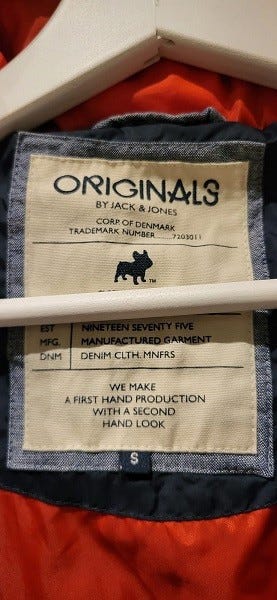 ORIGINALS
BY JACK & JONES
CORP OF DENMARK
TRADEMARK NUMBER 7203011
TM
EST NINETEEN SEVENTY FIVE
MFG. MANUFACTURED GARMENT
DNM DENIM CLTH. MNFRS
WE MAKE
A FIRST HAND PRODUCTION
WITH A SECOND
HAND LOOK
S